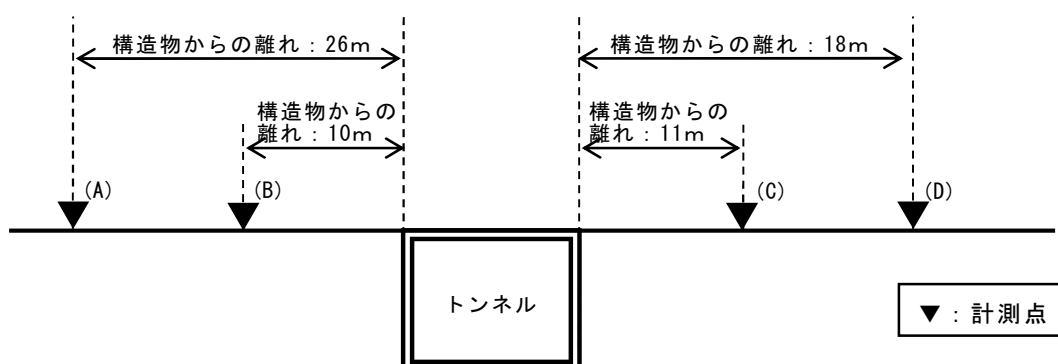 構造物からの離れ：26ｍ
構造物からの離れ：18ｍ
構造物からの
離れ：10ｍ
構造物からの
離れ：11ｍ
(A)
(B)
(C)
(D)
トンネル
▼：計測点